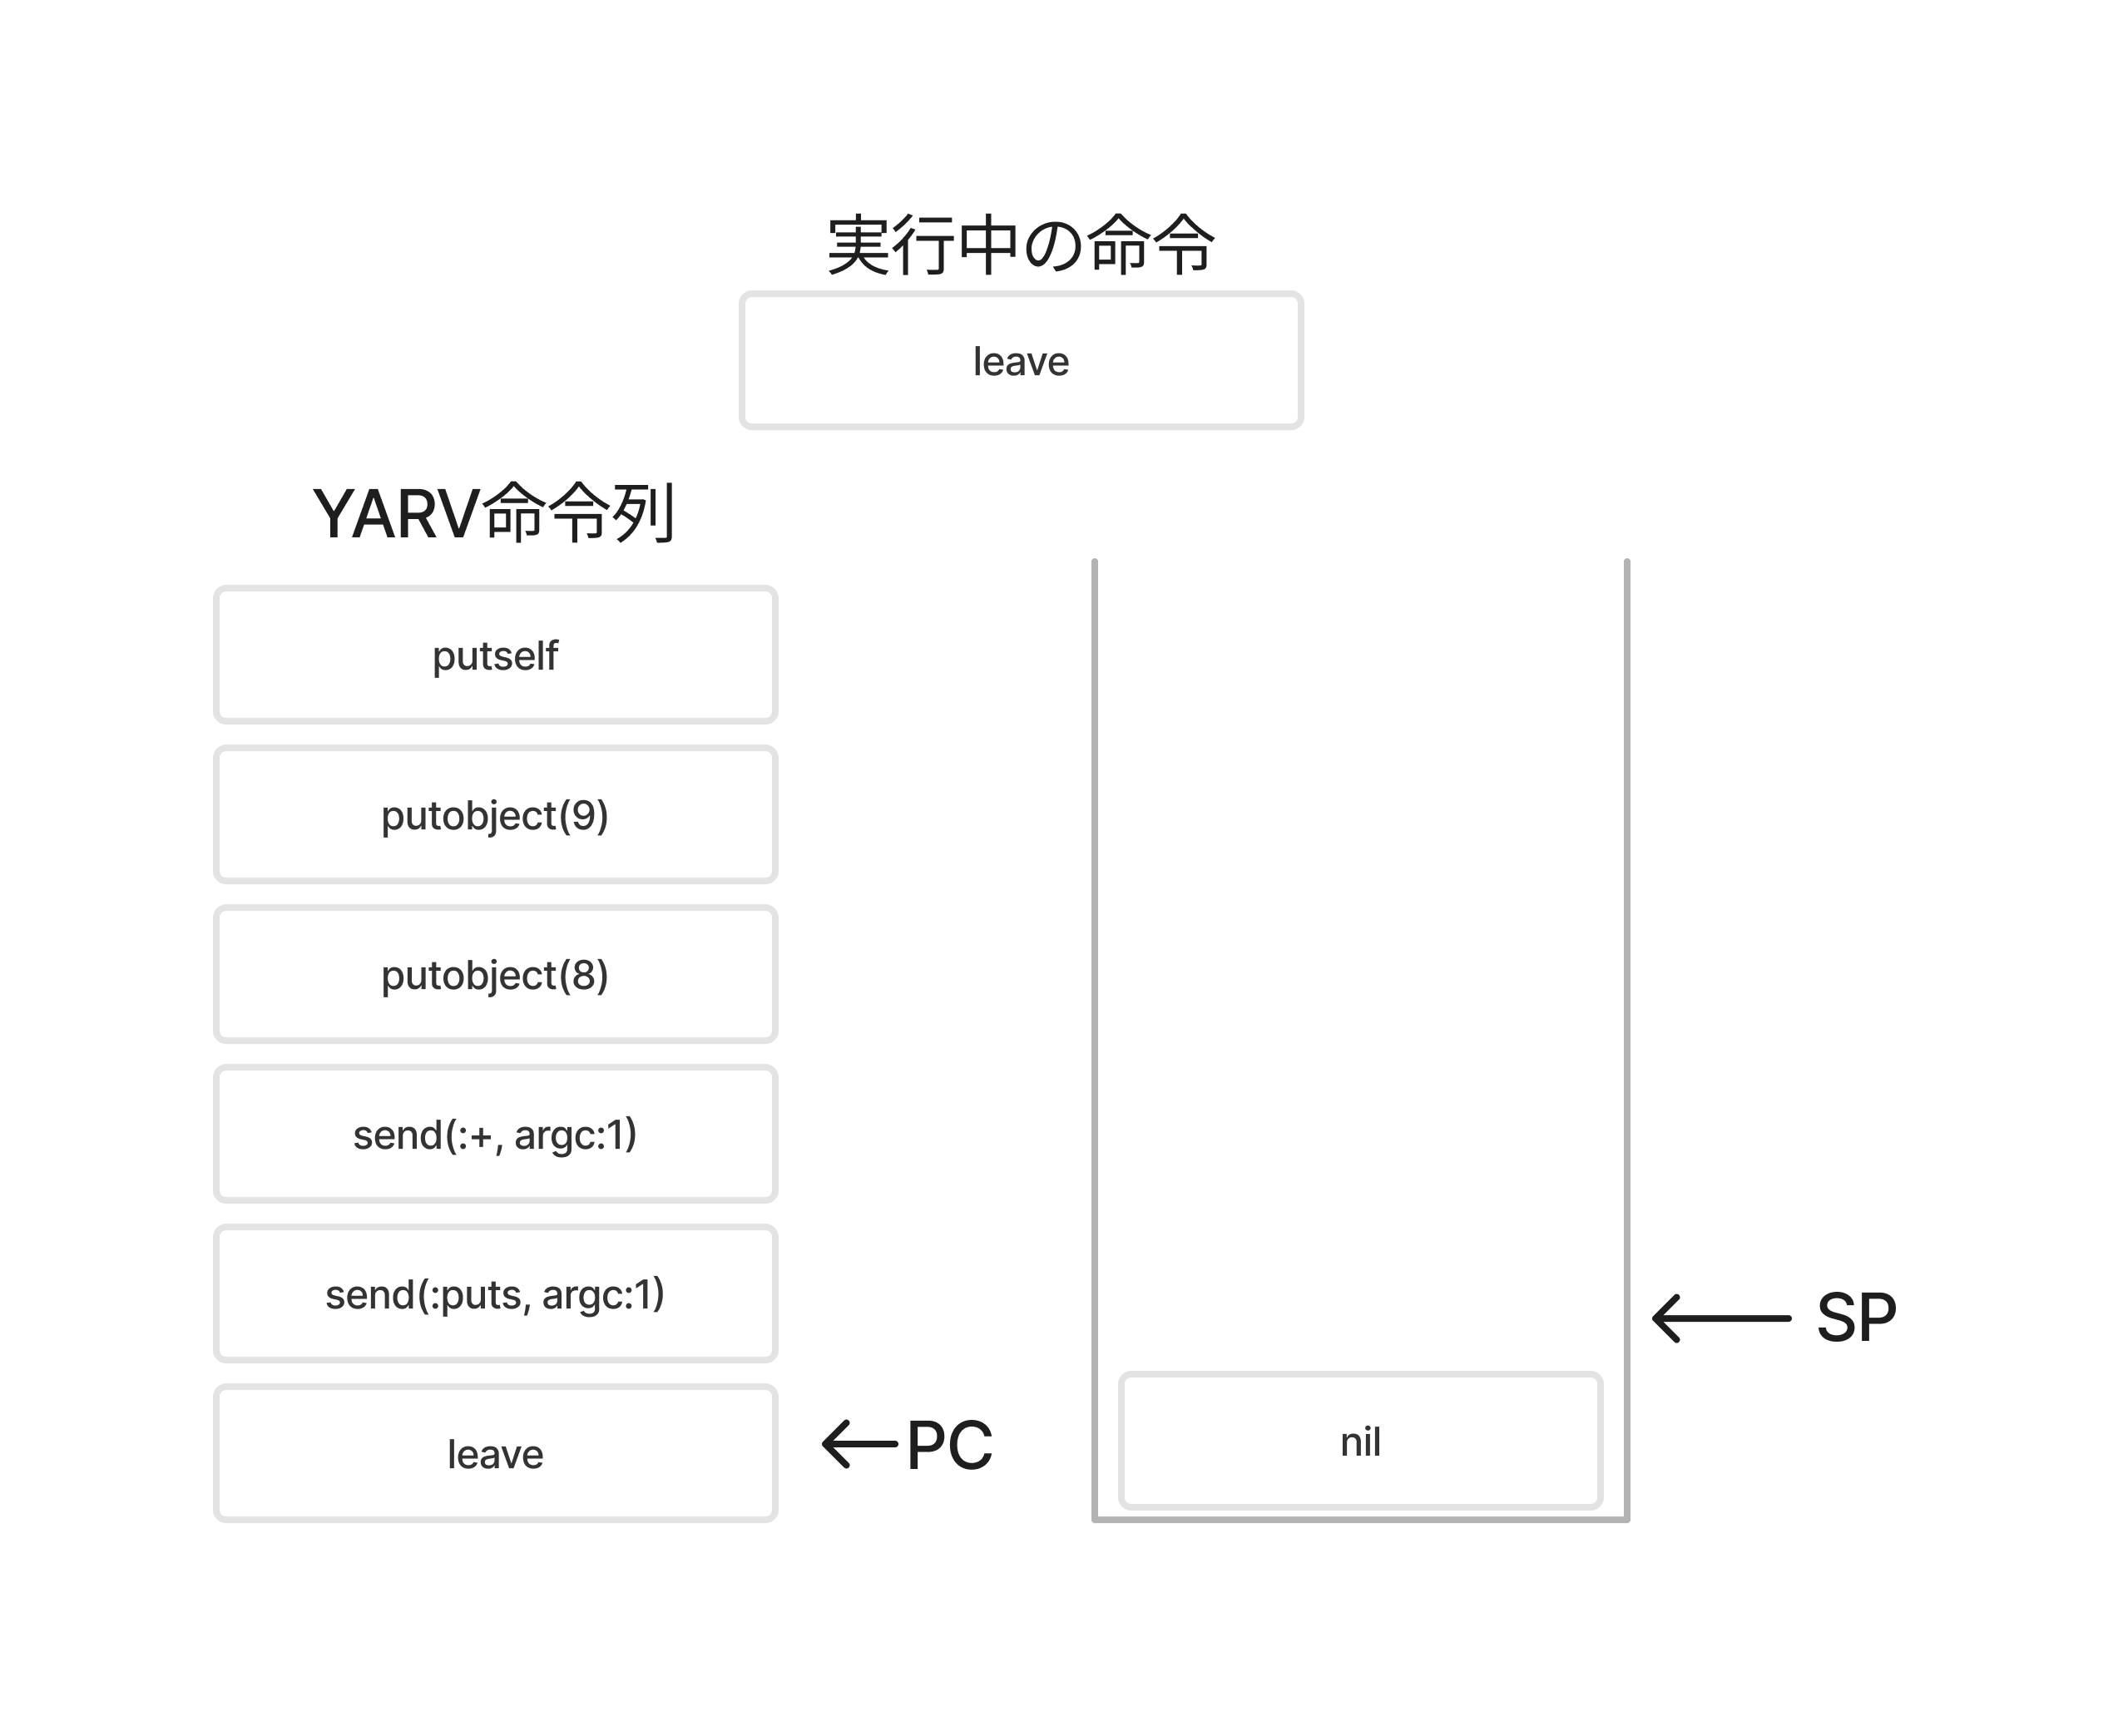 実行中の命令
leave
YARV命令列
putself
putobject(9)
putobject(8)
send(:+, argc:1)
send(:puts, argc:1)
leave
PC
SP
nil